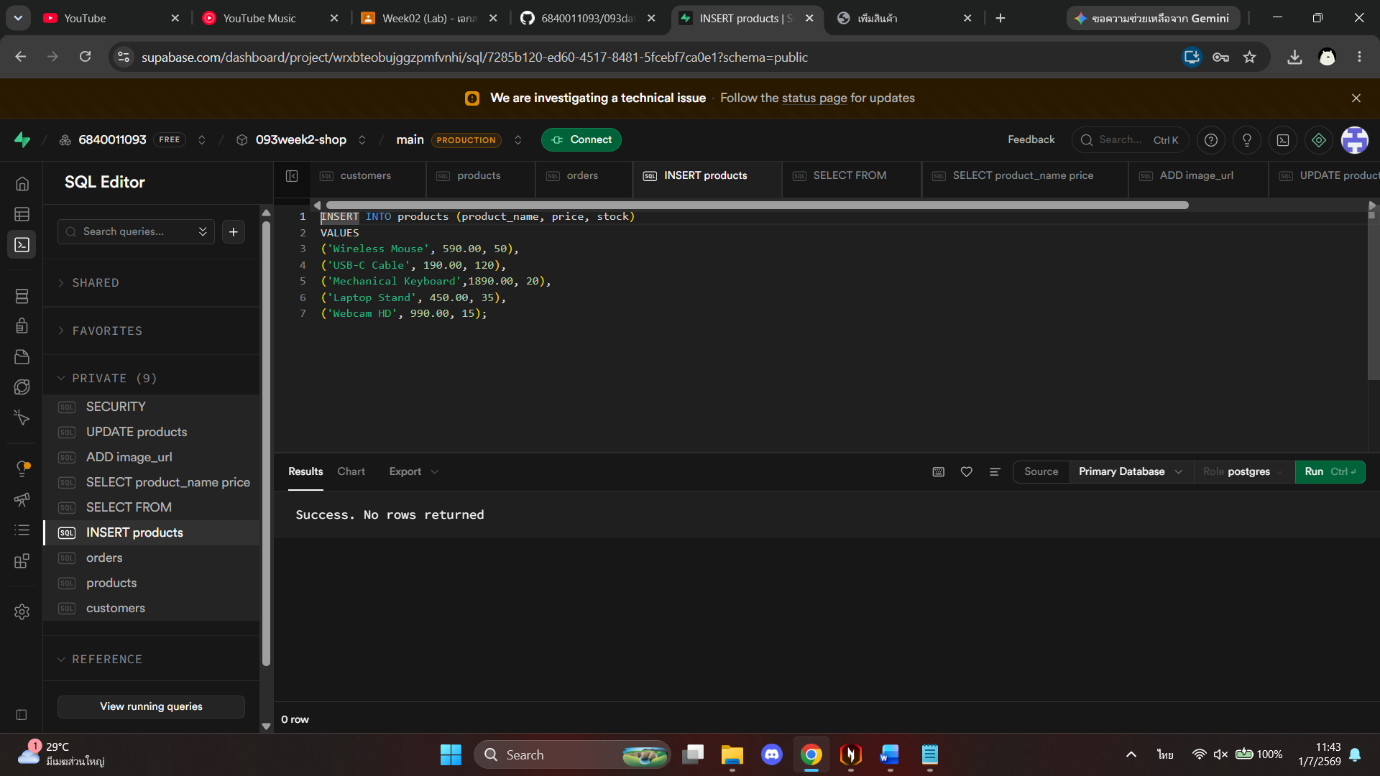 YouTube
YouTube Music
Week02 (Lab) - เอกส
6840011093/093da
INSERT products | S
เพิ่มสินค้า
ขอความช่วยเหลือจาก Gemini
supabase.com/dashboard/project/wrxbteobujggzpmfvnhi/sql/7285b120-ed60-4517-8481-5fcebf7ca0e1?schema=public
We are investigating a technical issue · Follow the status page for updates
6840011093 FREE / 093week2-shop / main PRODUCTION Connect
Feedback Search... Ctrl K
SQL Editor
customers
products
orders
INSERT products
SELECT FROM
SELECT product_name price
ADD image_url
UPDATE product
Search queries...
SHARED
FAVORITES
PRIVATE (9)
SECURITY
UPDATE products
ADD image_url
SELECT product_name price
SELECT FROM
INSERT products
orders
products
customers
REFERENCE
View running queries
1 INSERT INTO products (product_name, price, stock)
2 VALUES
3 ('Wireless Mouse', 590.00, 50),
4 ('USB-C Cable', 190.00, 120),
5 ('Mechanical Keyboard',1890.00, 20),
6 ('Laptop Stand', 450.00, 35),
7 ('Webcam HD', 990.00, 15);
Results Chart Export
Source Primary Database Role postgres Run Ctrl ↵
Success. No rows returned
0 row
1
29°C
มีเมฆส่วนใหญ่
Search
ไทย
100%
11:43
1/7/2569